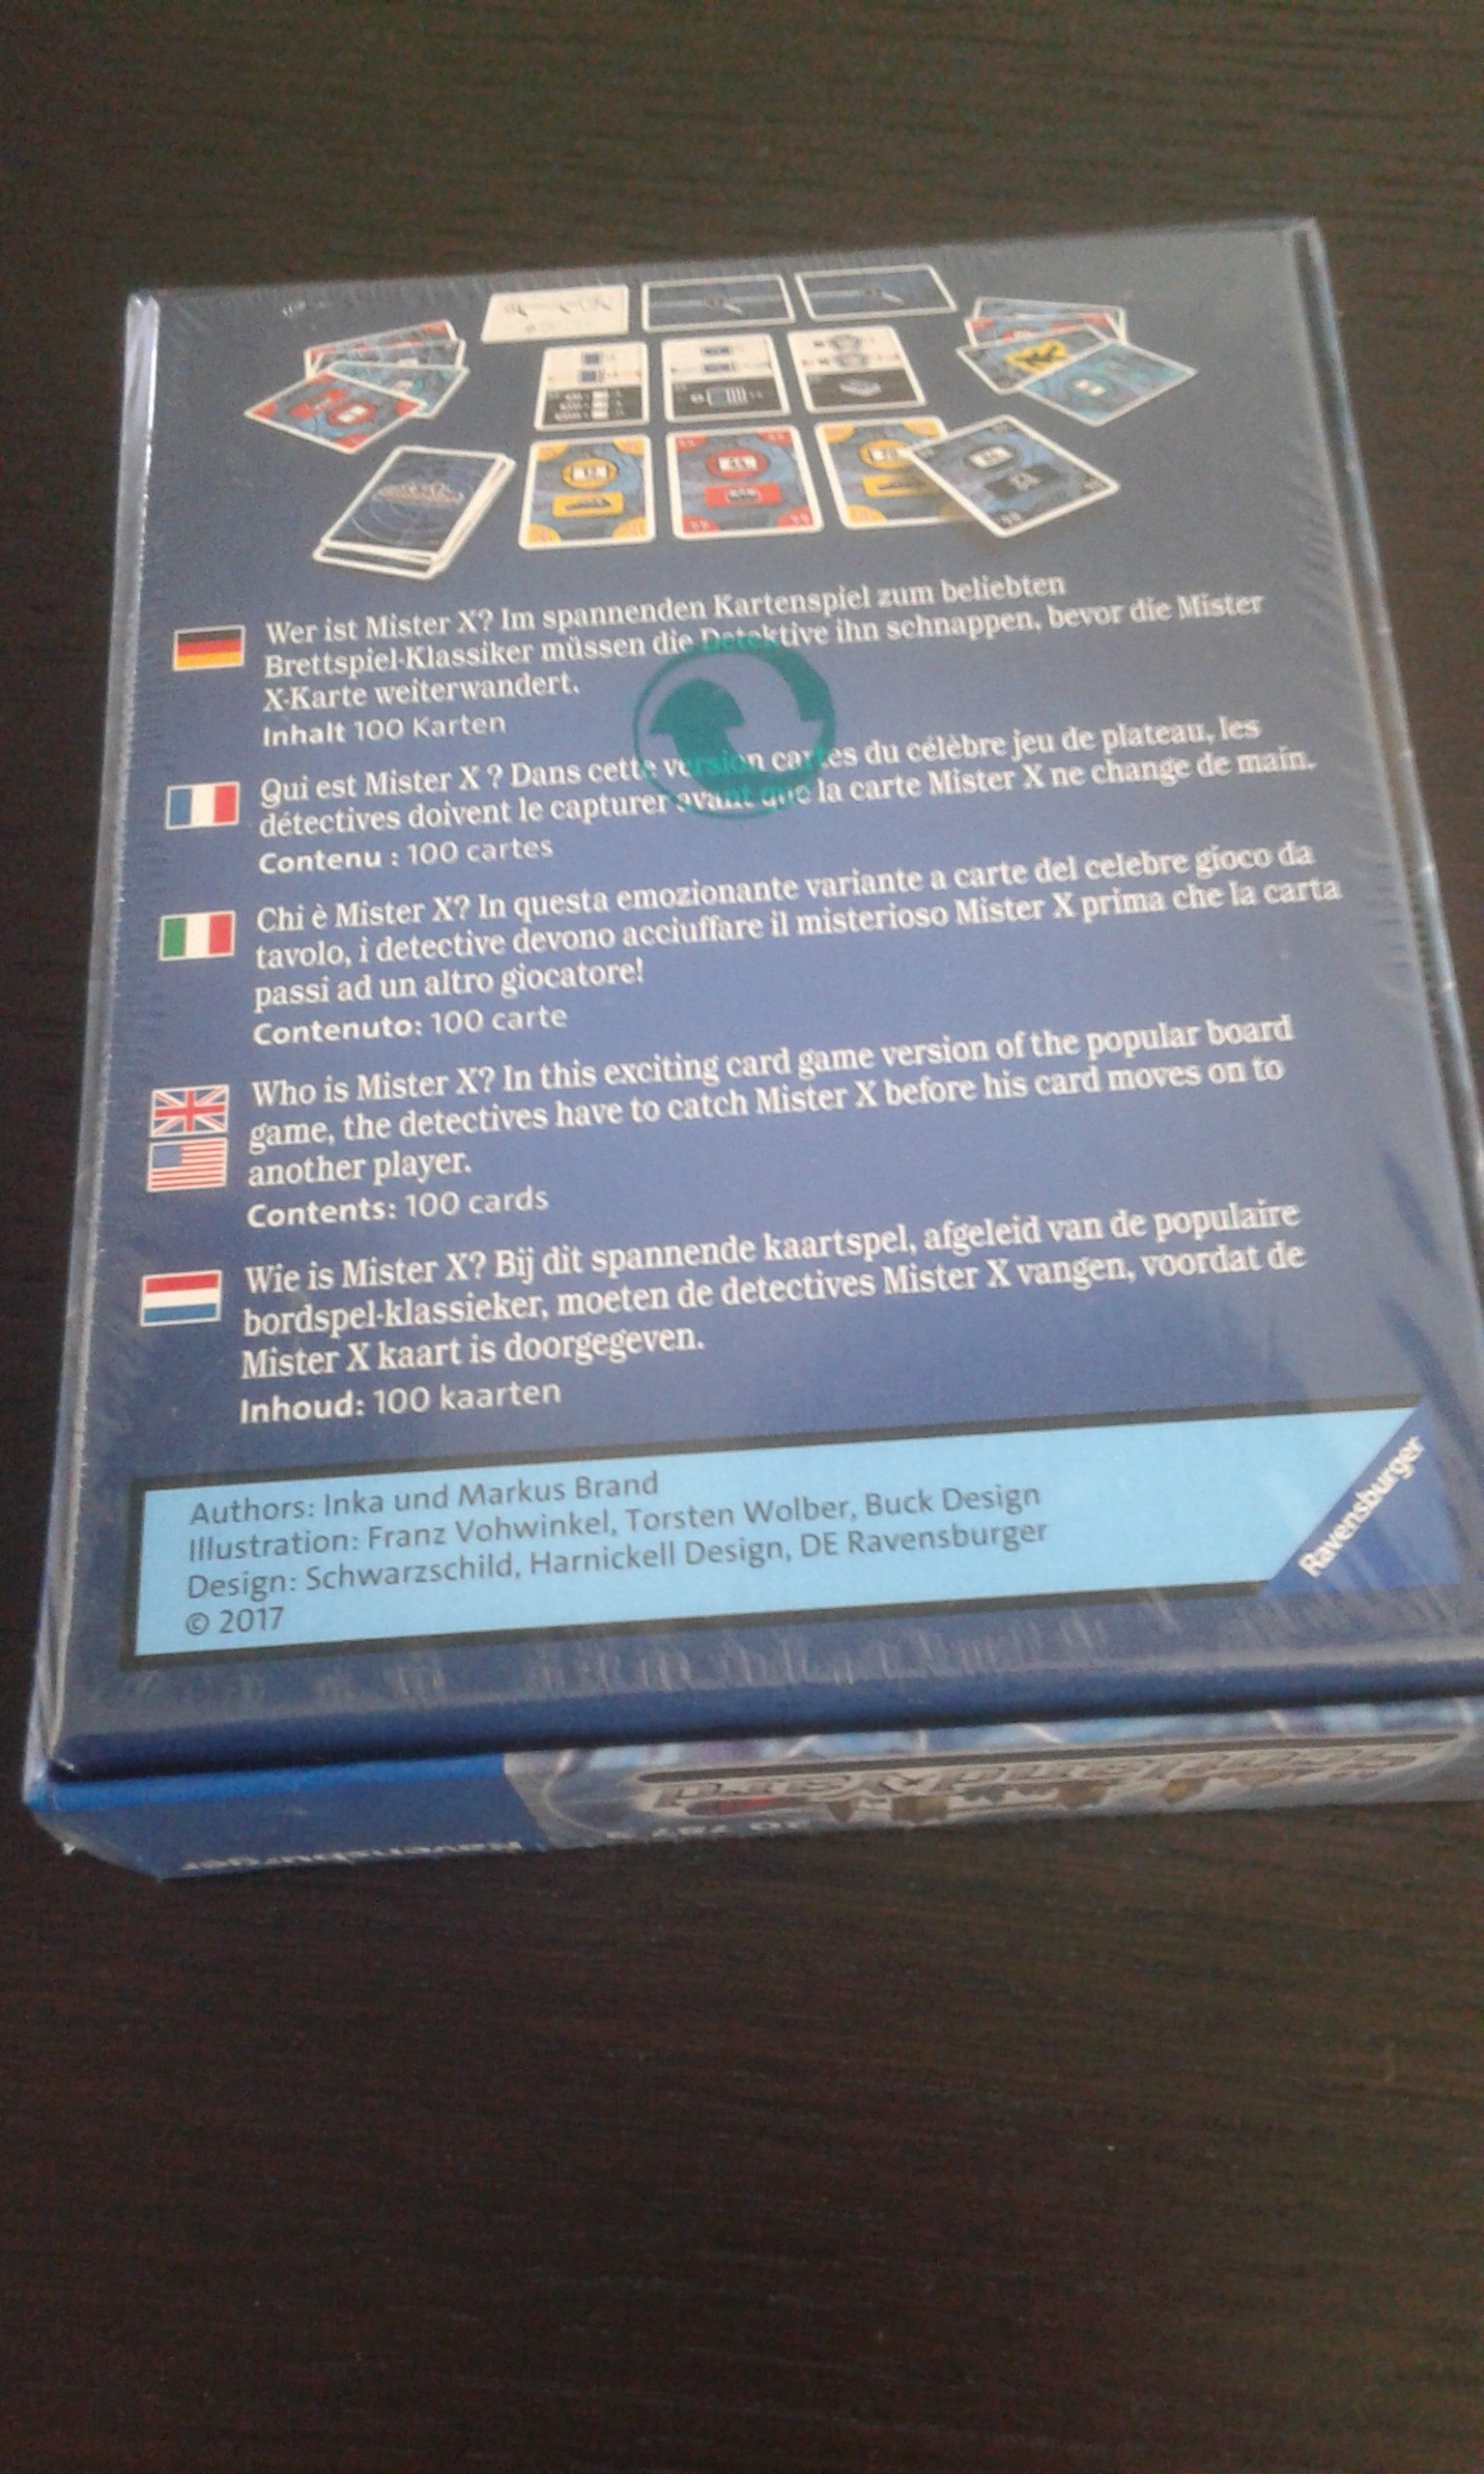 Wer ist Mister X? Im spannenden Kartenspiel zum beliebten
Brettspiel-Klassiker müssen die Detektive ihn schnappen, bevor die Mister
X-Karte weiterwandert.
Inhalt 100 Karten
Qui est Mister X ? Dans cette version cartes du célèbre jeu de plateau, les
détectives doivent le capturer avant que la carte Mister X ne change de main.
Contenu : 100 cartes
Chi è Mister X? In questa emozionante variante a carte del celebre gioco da
tavolo, i detective devono acciuffare il misterioso Mister X prima che la carta
passi ad un altro giocatore!
Contenuto: 100 carte
Who is Mister X? In this exciting card game version of the popular board
game, the detectives have to catch Mister X before his card moves on to
another player.
Contents: 100 cards
Wie is Mister X? Bij dit spannende kaartspel, afgeleid van de populaire
bordspel-klassieker, moeten de detectives Mister X vangen, voordat de
Mister X kaart is doorgegeven.
Inhoud: 100 kaarten
Authors: Inka und Markus Brand
Illustration: Franz Vohwinkel, Torsten Wolber, Buck Design
Design: Schwarzschild, Harnickell Design, DE Ravensburger
© 2017
Ravensburger
Scotland Yard
Ravensburger